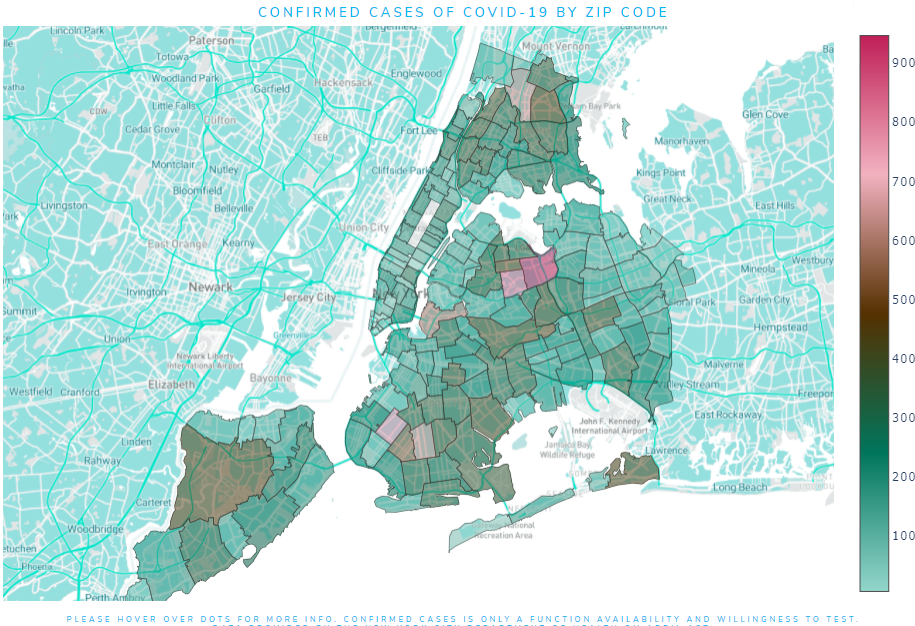 CONFIRMED CASES OF COVID-19 BY ZIP CODE
Lincoln Park
Bergenfield
Larchmont
Paterson
Mount Vernon
Totowa
Englewood
Woodland Park
Hackensack
Garfield
Little Falls
CDW
Clifton
Glen Cove
Cedar Grove
TEB
Fort Lee
Manorhaven
Montclair
Nutley
Cliffside Park
Kings Point
Bloomfield
Great Neck
Livingston
Belleville
East Hills
Union City
East Orange
Kearny
Westbury
Mineola
Newark
Irvington
Jersey City
Garden City
Summit
Greenville
Hempstead
Union
Newark Liberty
International Airport
Malverne
Bayonne
Elizabeth
Valley Stream
Westfield
Cranford
Freeport
East Rockaway
John F. Kennedy
International Airport
Linden
Jamaica Bay
Wildlife Refuge
Lawrence
Rahway
Long Beach
Carteret
Woodbridge
National
Recreation Area
Phoenix
Perth Amboy
900
800
700
600
500
400
300
200
100
PLEASE HOVER OVER DOTS FOR MORE INFO. CONFIRMED CASES IS ONLY A FUNCTION AVAILABILITY AND WILLINGNESS TO TEST.